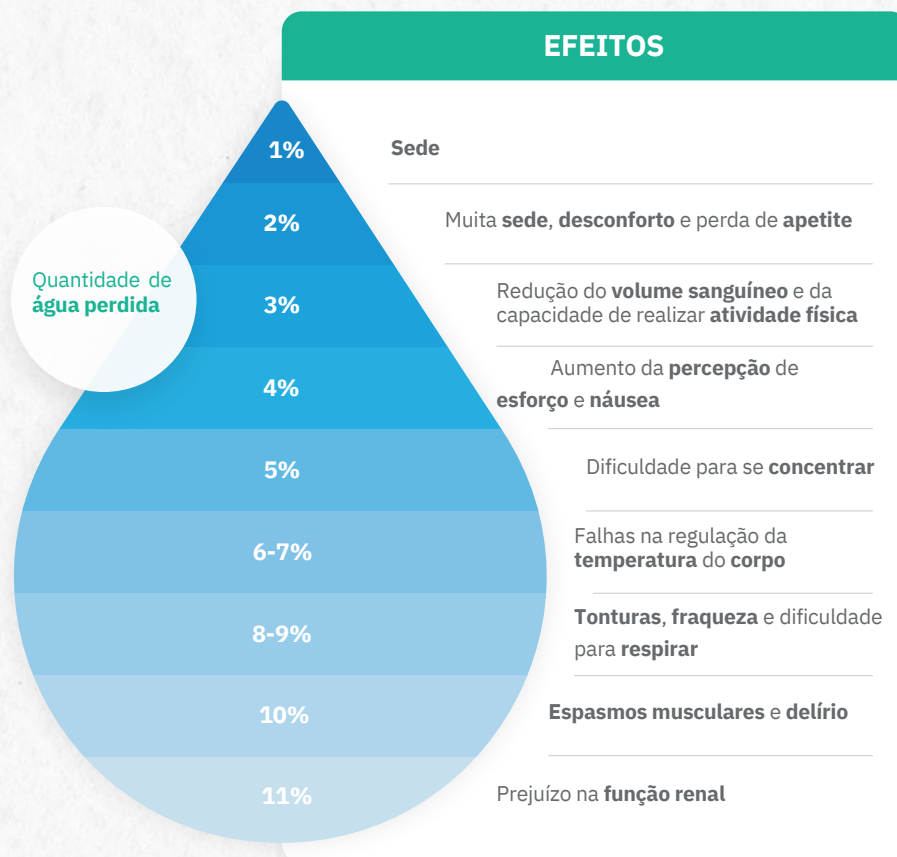 EFEITOS
1%
Sede
2%
Muita sede, desconforto e perda de apetite
Quantidade de
água perdida
3%
Redução do volume sanguíneo e da
capacidade de realizar atividade física
4%
Aumento da percepção de
esforço e náusea
5%
Dificuldade para se concentrar
6-7%
Falhas na regulação da
temperatura do corpo
8-9%
Tonturas, fraqueza e dificuldade
para respirar
10%
Espasmos musculares e delírio
11%
Prejuízo na função renal